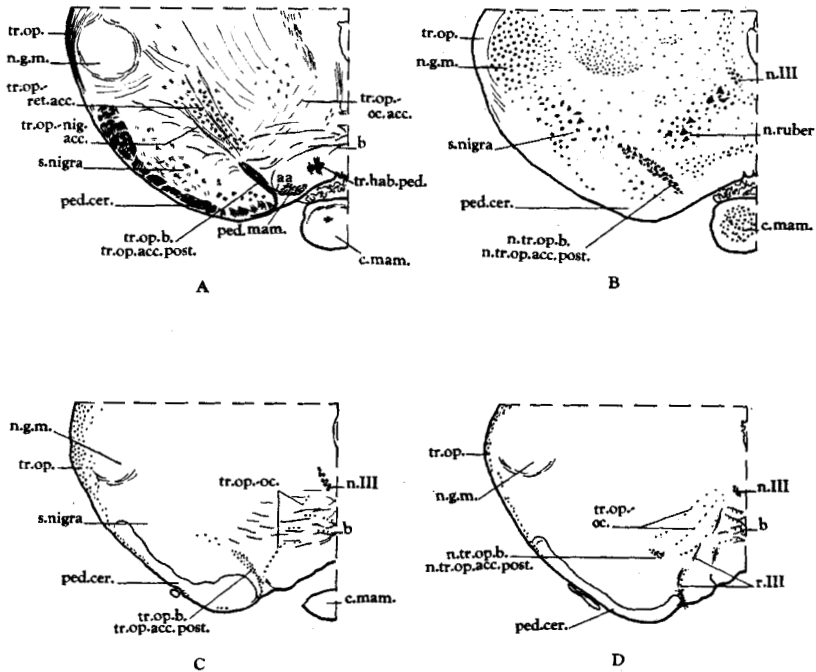 tr.op.
n.g.m.
tr.op.-
ret.acc.
tr.op.-nig.
acc.
s.nigra
ped.cer.
tr.op.b.
tr.op.acc.post.
ped.mam.
aa
tr.op.-
oc.acc.
b
tr.hab.ped.
c.mam.
A
tr.op.
n.g.m.
s.nigra
ped.cer.
n.tr.op.b.
n.tr.op.acc.post.
n.III
n.ruber
c.mam.
B
n.g.m.
tr.op.
s.nigra
ped.cer.
tr.op.b.
tr.op.acc.post.
tr.op.-oc.
n.III
b
c.mam.
C
tr.op.
n.g.m.
tr.op.-
oc.
n.tr.op.b.
n.tr.op.acc.post.
ped.cer.
n.III
b
r.III
D